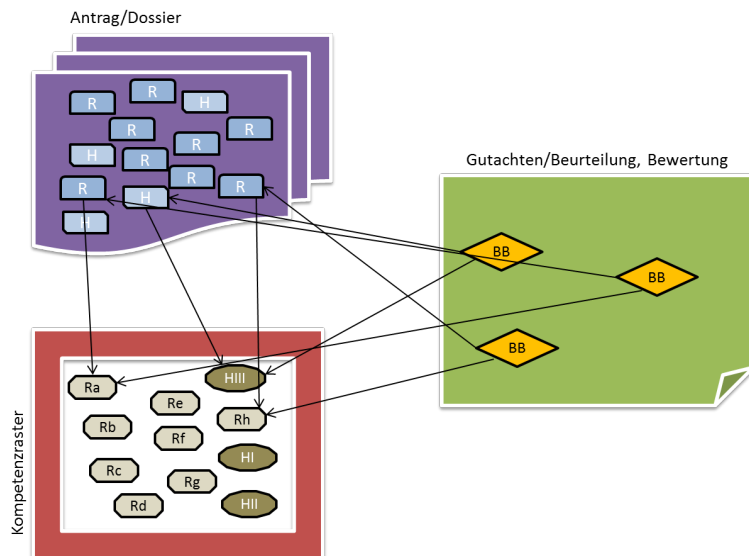 Antrag/Dossier
R
R
H
R
R
R
H
R
R
R
H
R
H
Gutachten/Beurteilung, Bewertung
BB
BB
BB
Kompetenzraster
Ra
HIII
Re
Rb
Rh
Rf
Rc
HI
Rg
Rd
HII